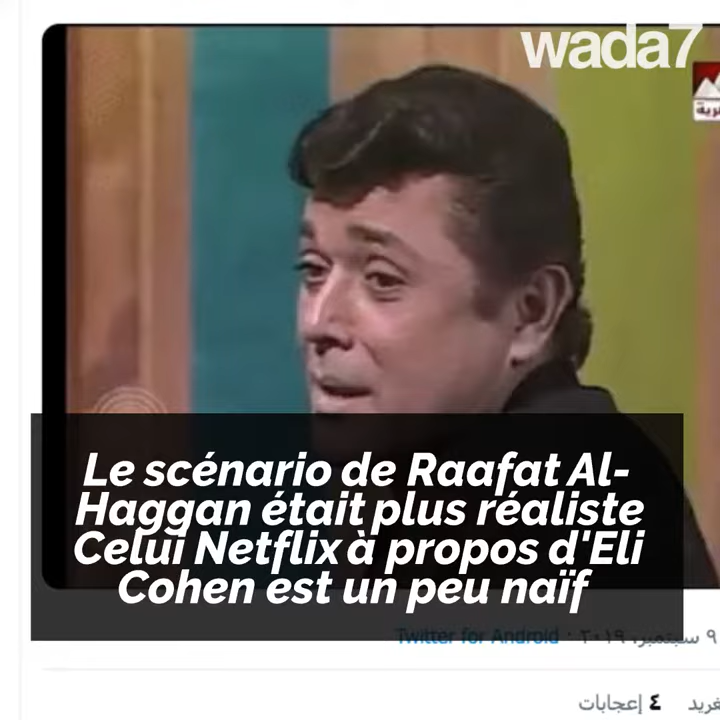 wada7
Le scénario de Raafat Al-
Haggan était plus réaliste
Celui Netflix à propos d'Eli
Cohen est un peu naïf
٩ سبتمبر، ٢٠١٩ · Twitter for Android
٤ إعجابات